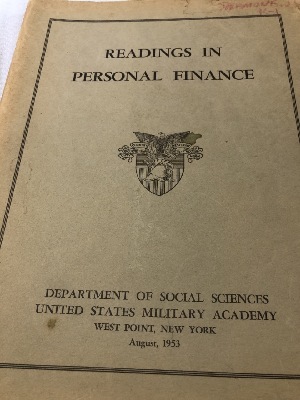 READINGS IN
PERSONAL FINANCE
DEPARTMENT OF SOCIAL SCIENCES
UNITED STATES MILITARY ACADEMY
WEST POINT, NEW YORK
August, 1953